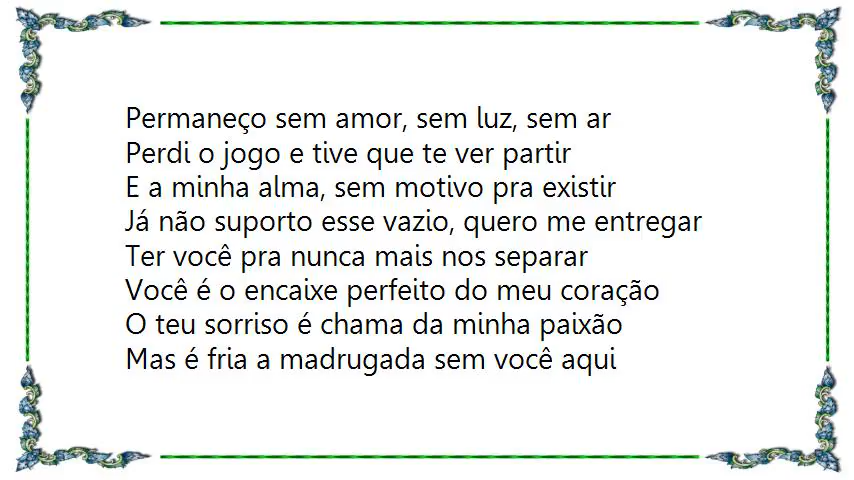 Permaneço sem amor, sem luz, sem ar
Perdi o jogo e tive que te ver partir
E a minha alma, sem motivo pra existir
Já não suporto esse vazio, quero me entregar
Ter você pra nunca mais nos separar
Você é o encaixe perfeito do meu coração
O teu sorriso é chama da minha paixão
Mas é fria a madrugada sem você aqui